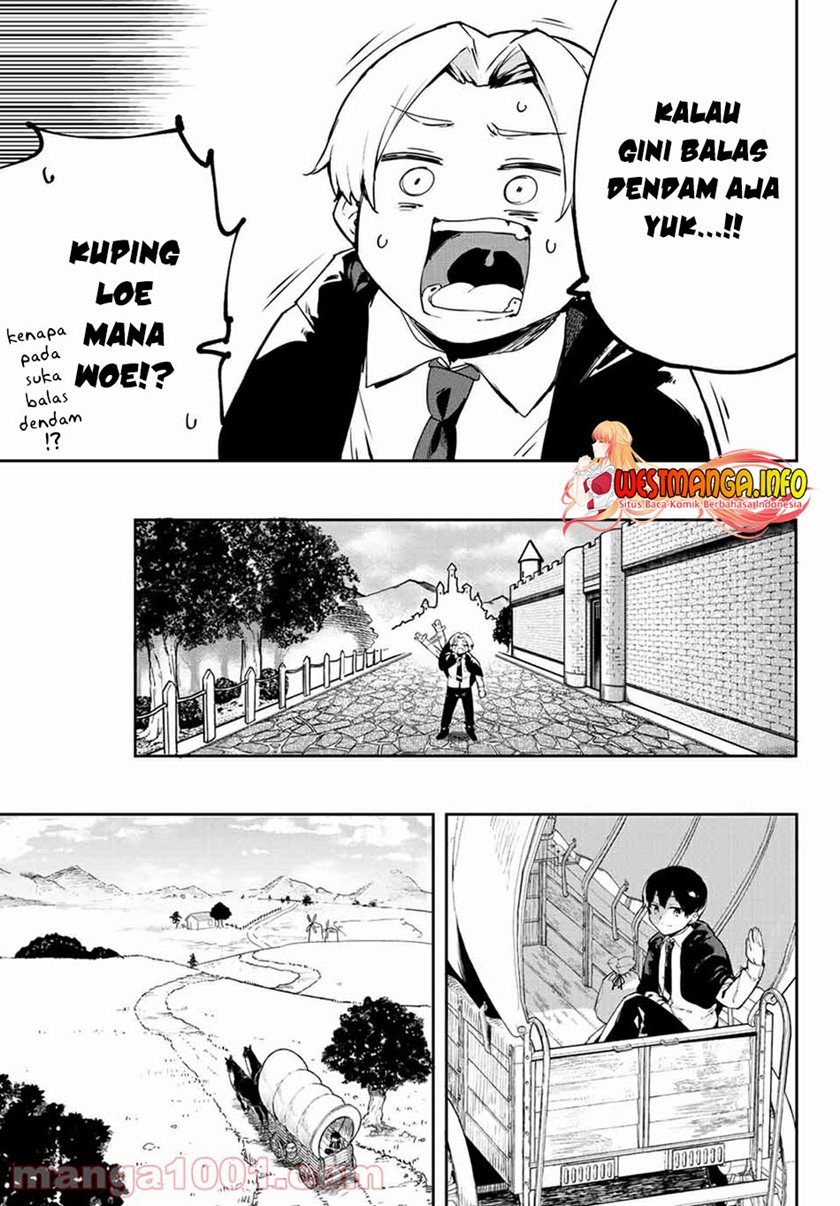 KALAU
GINI BALAS
DENDAM AJA
YUK...!!
KUPING
LOE
MANA
WOE!?
kenapa
pada
suka
balas
dendam
!?
WESTMANGA.INFO
Situs Baca Komik Berbahasa Indonesia
manga1001.com